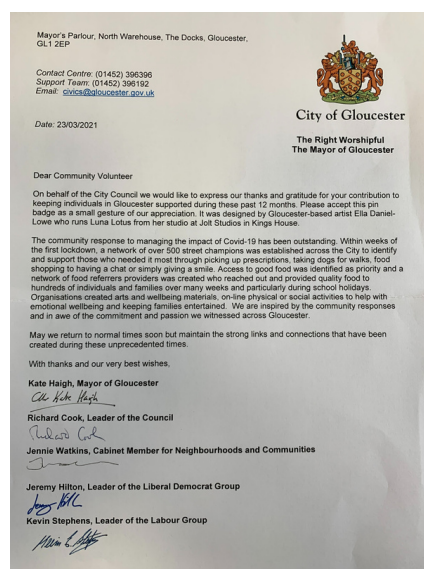 Mayor's Parlour, North Warehouse, The Docks, Gloucester,
GL1 2EP
Contact Centre: (01452) 396396
Support Team: (01452) 396192
Email: civics@gloucester.gov.uk
Date: 23/03/2021
City of Gloucester
The Right Worshipful
The Mayor of Gloucester
Dear Community Volunteer
On behalf of the City Council we would like to express our thanks and gratitude for your contribution to
keeping individuals in Gloucester supported during these past 12 months. Please accept this pin
badge as a small gesture of our appreciation. It was designed by Gloucester-based artist Ella Daniel-
Lowe who runs Luna Lotus from her studio at Jolt Studios in Kings House.
The community response to managing the impact of Covid-19 has been outstanding. Within weeks of
the first lockdown, a network of over 500 street champions was established across the City to identify
and support those who needed it most through picking up prescriptions, taking dogs for walks, food
shopping to having a chat or simply giving a smile. Access to good food was identified as priority and a
network of food referrers providers was created who reached out and provided quality food to
hundreds of individuals and families over many weeks and particularly during school holidays.
Organisations created arts and wellbeing materials, on-line physical or social activities to help with
emotional wellbeing and keeping families entertained. We are inspired by the community responses
and in awe of the commitment and passion we witnessed across Gloucester.
May we return to normal times soon but maintain the strong links and connections that have been
created during these unprecedented times.
With thanks and our very best wishes,
Kate Haigh, Mayor of Gloucester
Cllr Kate Haigh
Richard Cook, Leader of the Council
Richard Cook
Jennie Watkins, Cabinet Member for Neighbourhoods and Communities
Jeremy Hilton, Leader of the Liberal Democrat Group
Kevin Stephens, Leader of the Labour Group